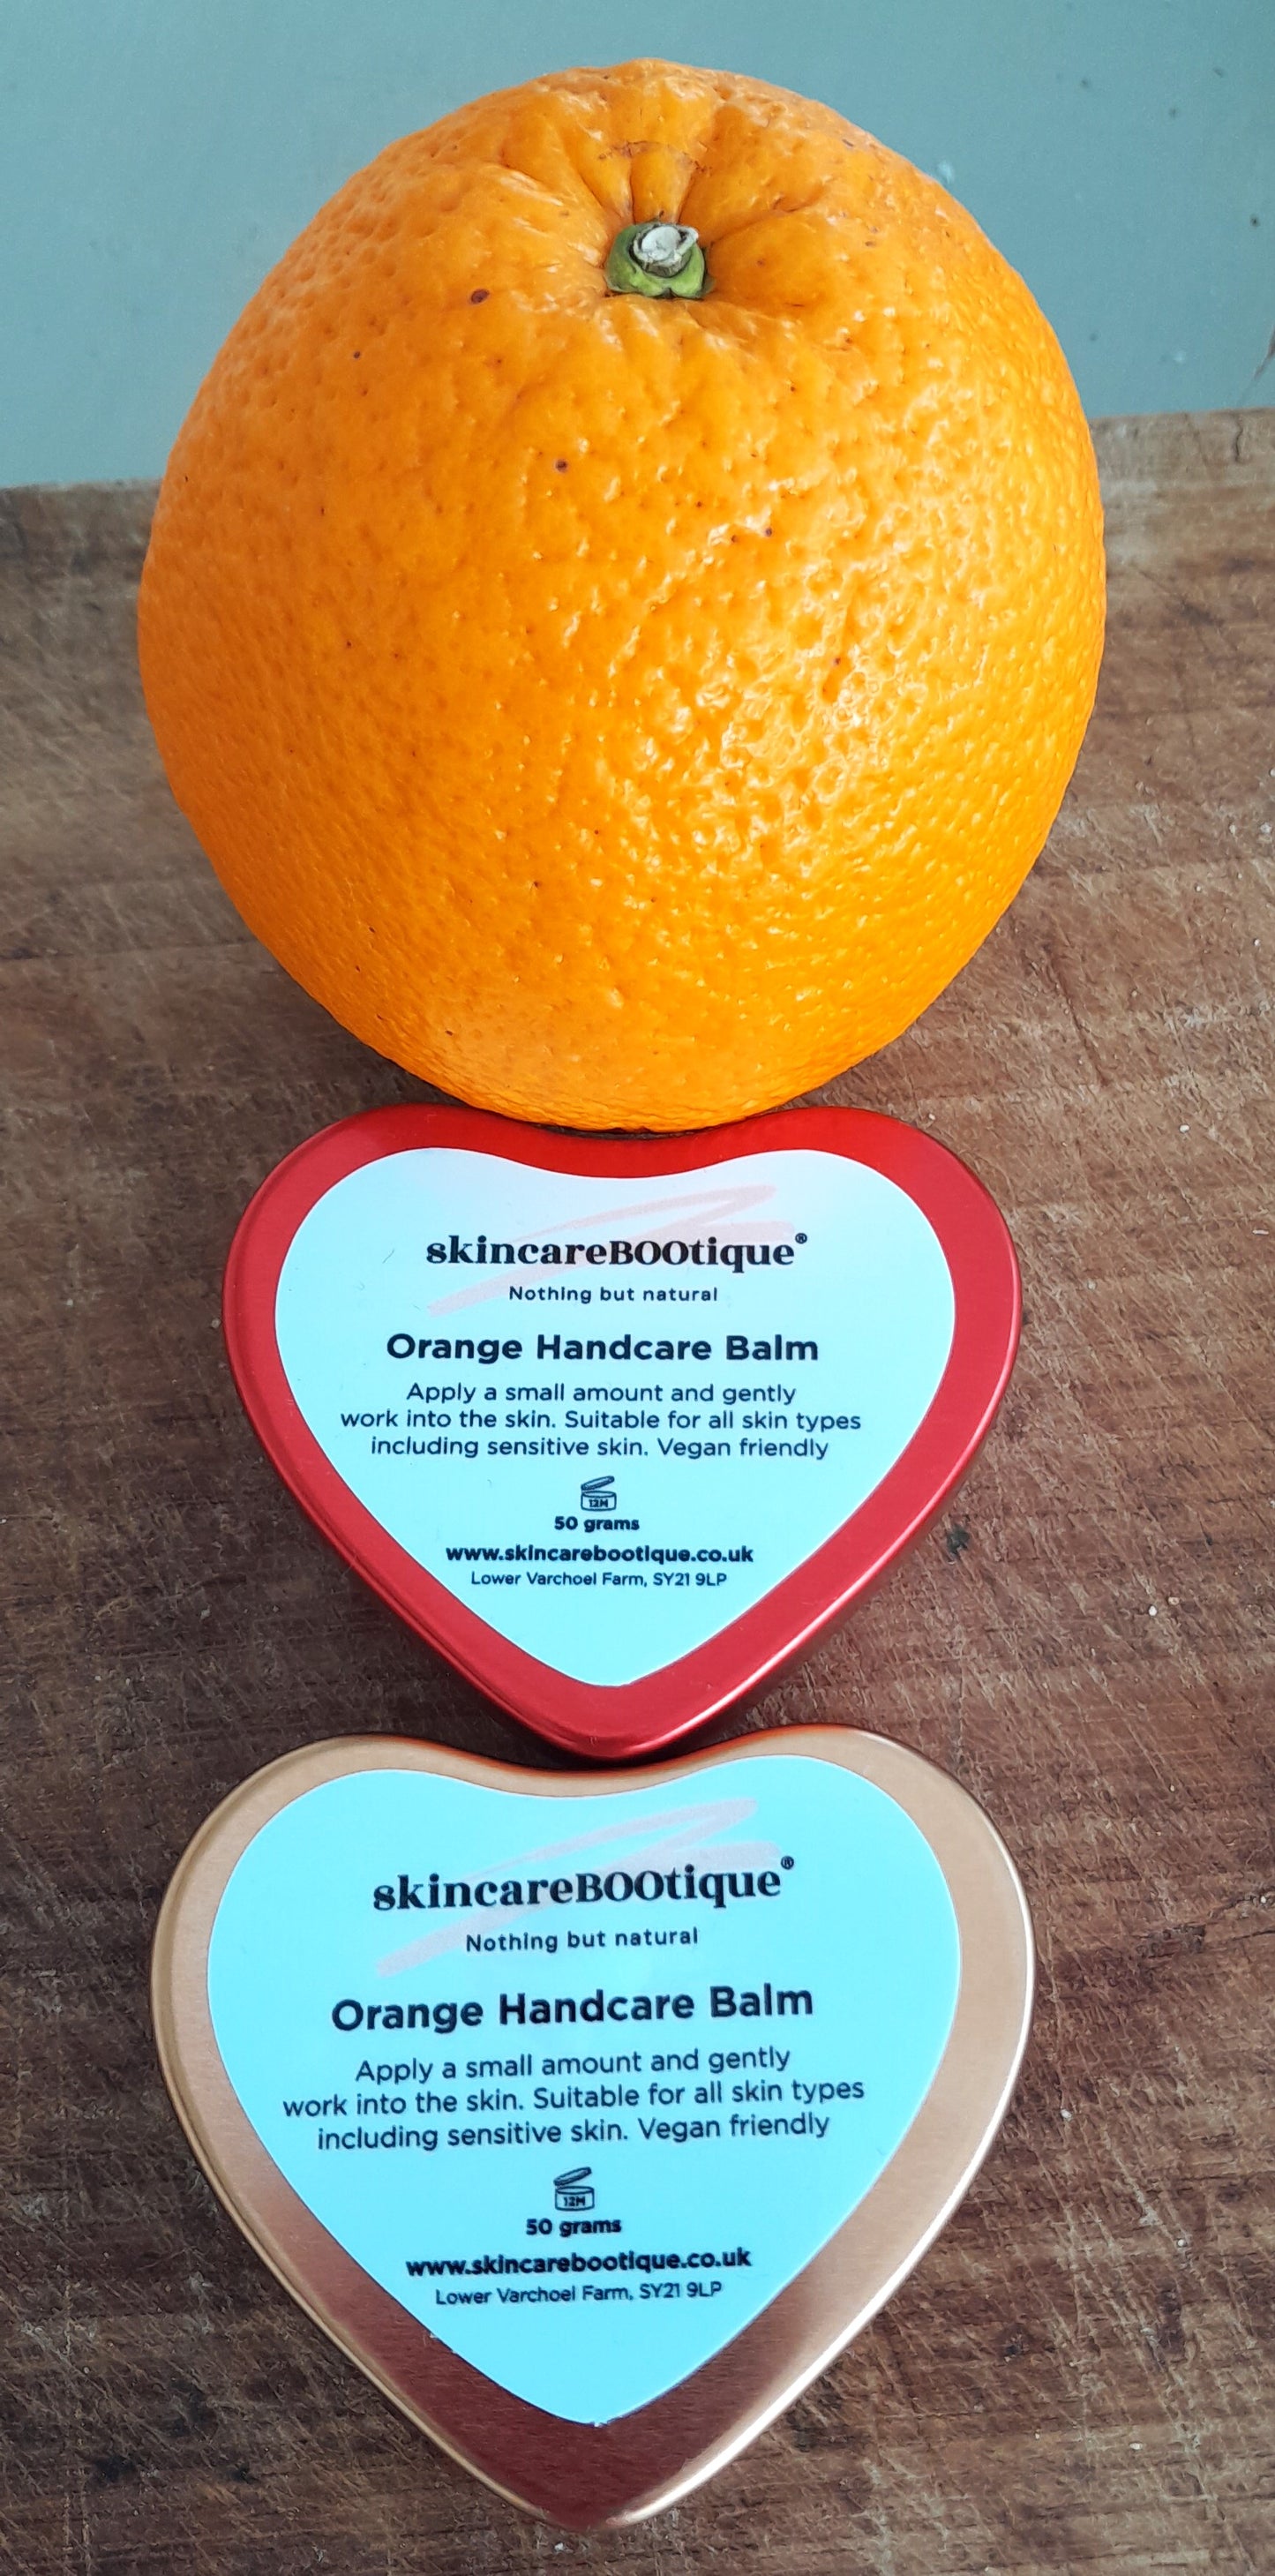 skincareBOOtique®
Nothing but natural
Orange Handcare Balm
Apply a small amount and gently
work into the skin. Suitable for all skin types
including sensitive skin. Vegan friendly
12M
50 grams
www.skincarebootique.co.uk
Lower Varchoel Farm, SY21 9LP
skincareBOOtique®
Nothing but natural
Orange Handcare Balm
Apply a small amount and gently
work into the skin. Suitable for all skin types
including sensitive skin. Vegan friendly
12M
50 grams
www.skincarebootique.co.uk
Lower Varchoel Farm, SY21 9LP